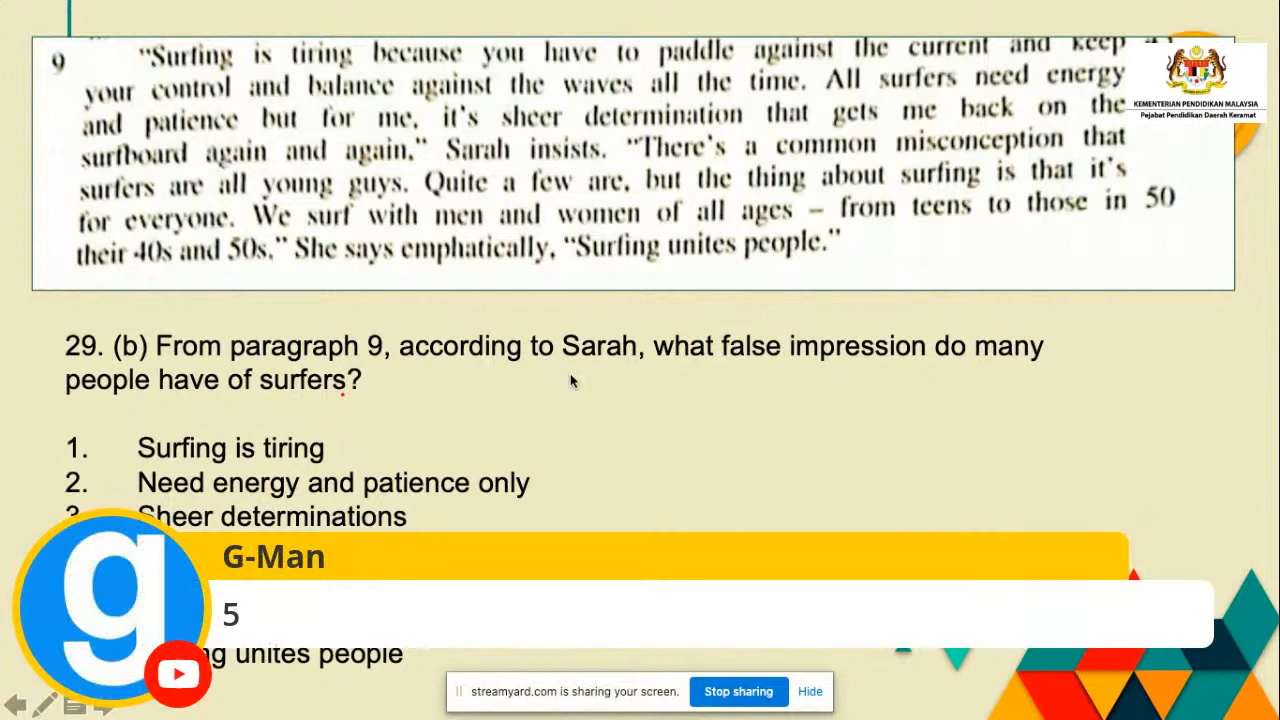 9 "Surfing is tiring because you have to paddle against the current and keep
your control and balance against the waves all the time. All surfers need energy
and patience but for me, it's sheer determination that gets me back on the
surfboard again and again." Sarah insists. "There's a common misconception that
surfers are all young guys. Quite a few are, but the thing about surfing is that it's
for everyone. We surf with men and women of all ages – from teens to those in 50
their 40s and 50s." She says emphatically, "Surfing unites people."
KEMENTERIAN PENDIDIKAN MALAYSIA
Pejabat Pendidikan Daerah Keramat
29. (b) From paragraph 9, according to Sarah, what false impression do many
people have of surfers?
1. Surfing is tiring
2. Need energy and patience only
3. Sheer determinations
G-Man
5
g
unites people
streamyard.com is sharing your screen.
Stop sharing
Hide